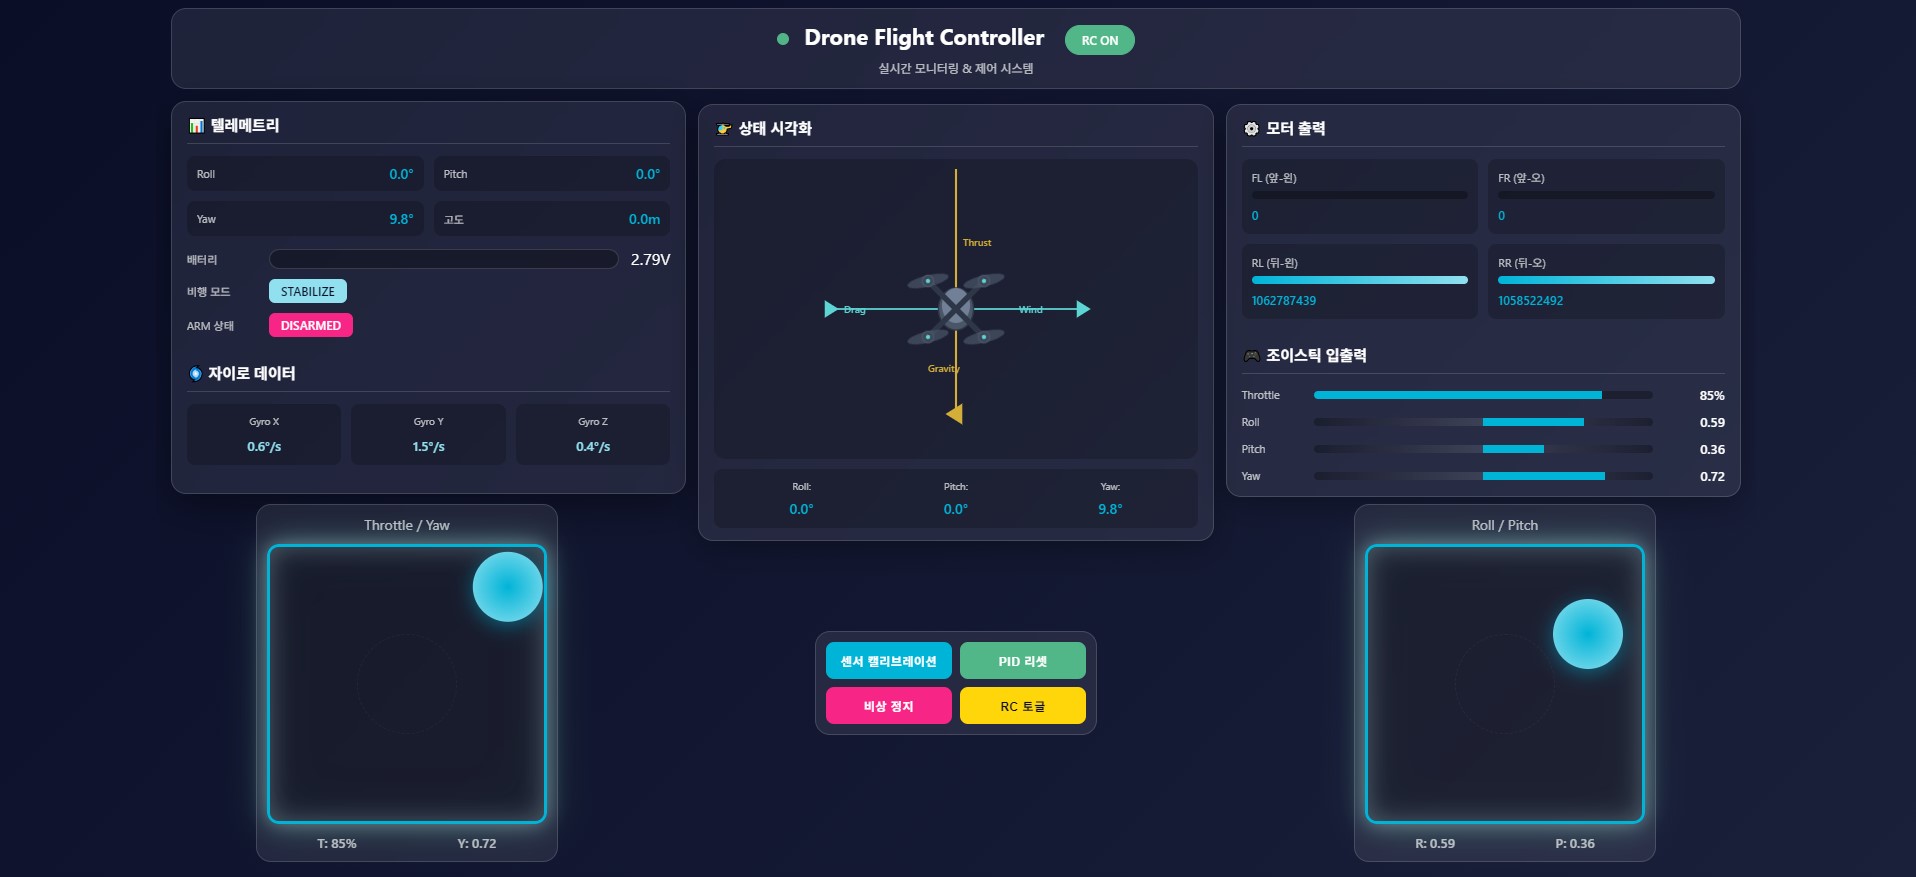 Drone Flight Controller
RC ON
실시간 모니터링 & 제어 시스템
텔레메트리
Roll 0.0°
Pitch 0.0°
Yaw 9.8°
고도 0.0m
배터리 2.79V
비행 모드 STABILIZE
ARM 상태 DISARMED
자이로 데이터
Gyro X
Gyro Y
Gyro Z
0.6°/s
1.5°/s
0.4°/s
상태 시각화
Thrust
Drag
Wind
Gravity
Roll:
Pitch:
Yaw:
0.0°
0.0°
9.8°
모터 출력
FL (앞-왼)
0
FR (앞-오)
0
RL (뒤-왼)
1062787439
RR (뒤-오)
1058522492
조이스틱 입출력
Throttle 85%
Roll 0.59
Pitch 0.36
Yaw 0.72
Throttle / Yaw
T: 85%
Y: 0.72
센서 캘리브레이션
PID 리셋
비상 정지
RC 토글
Roll / Pitch
R: 0.59
P: 0.36